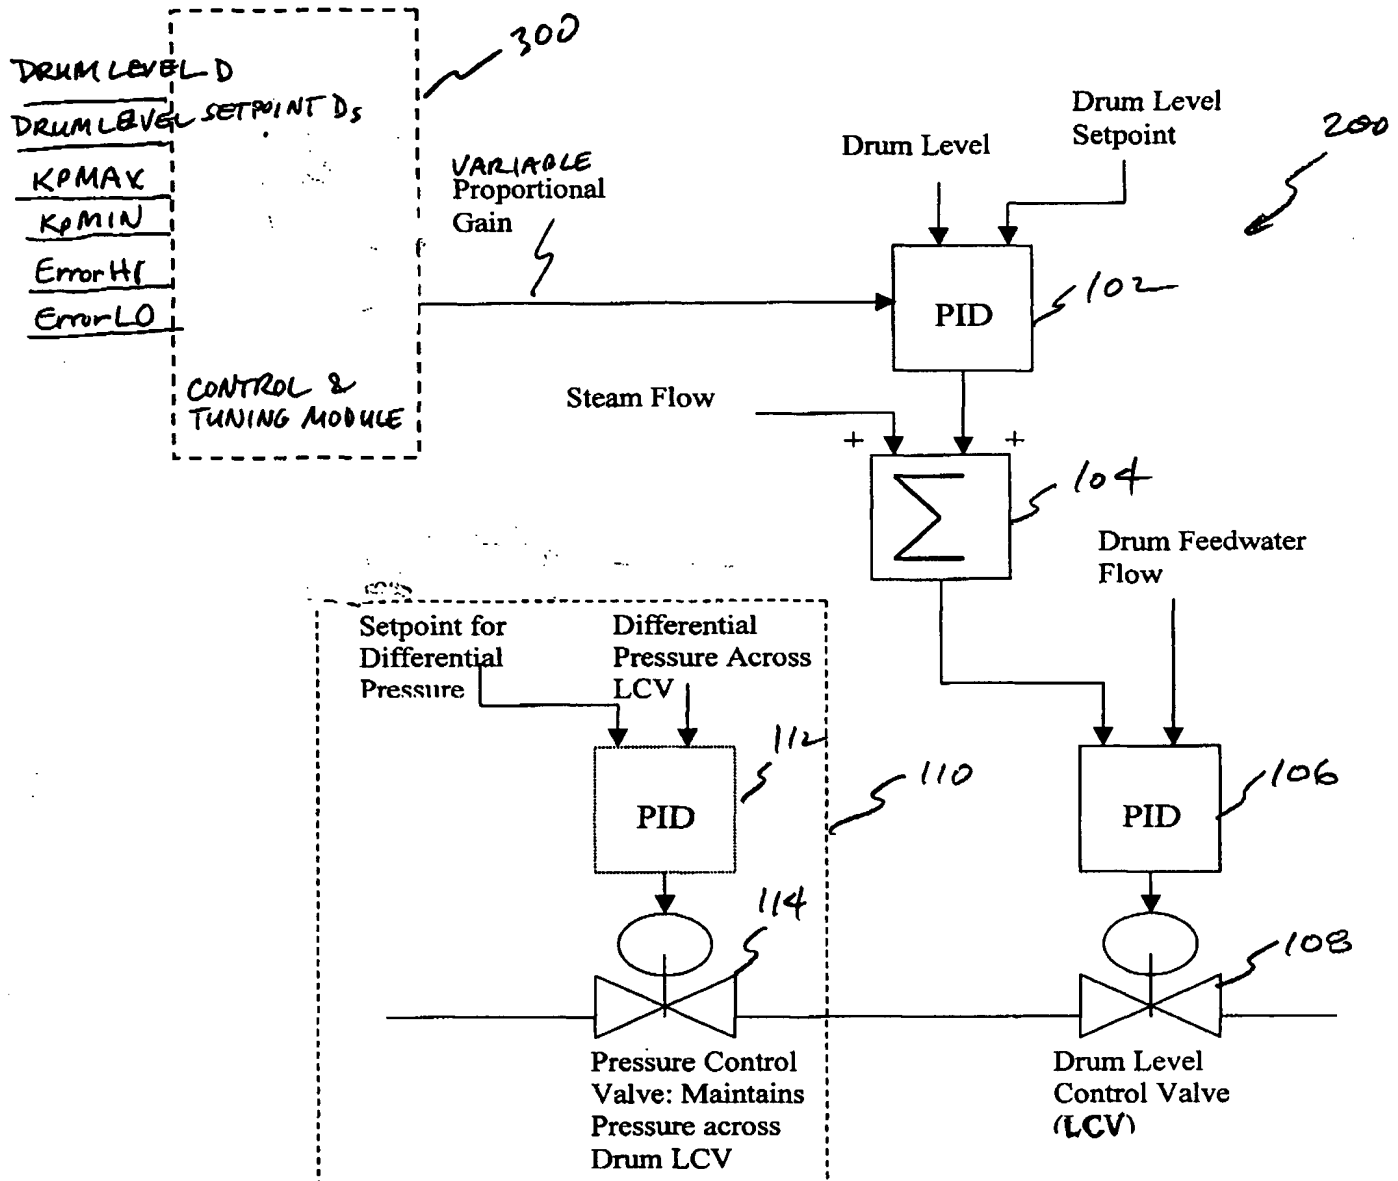 300
DRUM LEVEL D
DRUM LEVEL SETPOINT Ds
KPMAX
KPMIN
Error HI
Error LO
CONTROL &
TUNING MODULE
VARIABLE
Proportional
Gain
Drum Level
Drum Level
Setpoint
200
PID
102
Steam Flow
+
+
Σ
104
Drum Feedwater
Flow
Setpoint for
Differential
Pressure
Differential
Pressure Across
LCV
PID
112
110
PID
106
114
108
Pressure Control
Valve: Maintains
Pressure across
Drum LCV
Drum Level
Control Valve
(LCV)